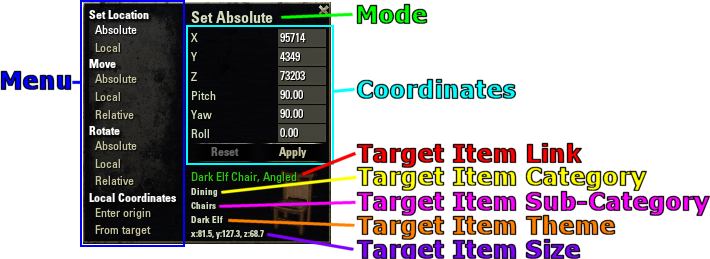 Menu
Set Location
Absolute
Local
Move
Absolute
Local
Relative
Rotate
Absolute
Local
Relative
Local Coordinates
Enter origin
From target
Set Absolute
X 95714
Y 4349
Z 73203
Pitch 90.00
Yaw 90.00
Roll 0.00
Reset Apply
Dark Elf Chair, Angled
Dining
Chairs
Dark Elf
x:81.5, y:127.3, z:68.7
Mode
Coordinates
Target Item Link
Target Item Category
Target Item Sub-Category
Target Item Theme
Target Item Size